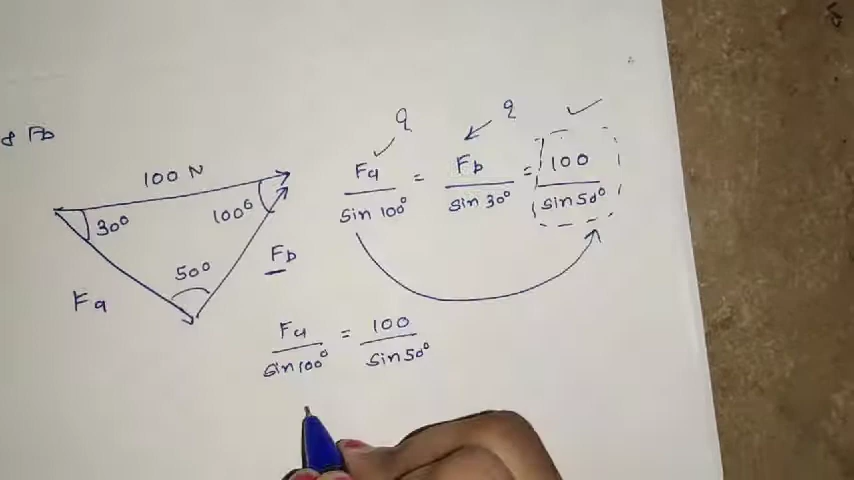 & Fb
100 N
30°
100°
50°
Fa
Fb
q
q
Fa / sin 100° = Fb / sin 30° = 100 / sin 50°
Fa / sin 100° = 100 / sin 50°